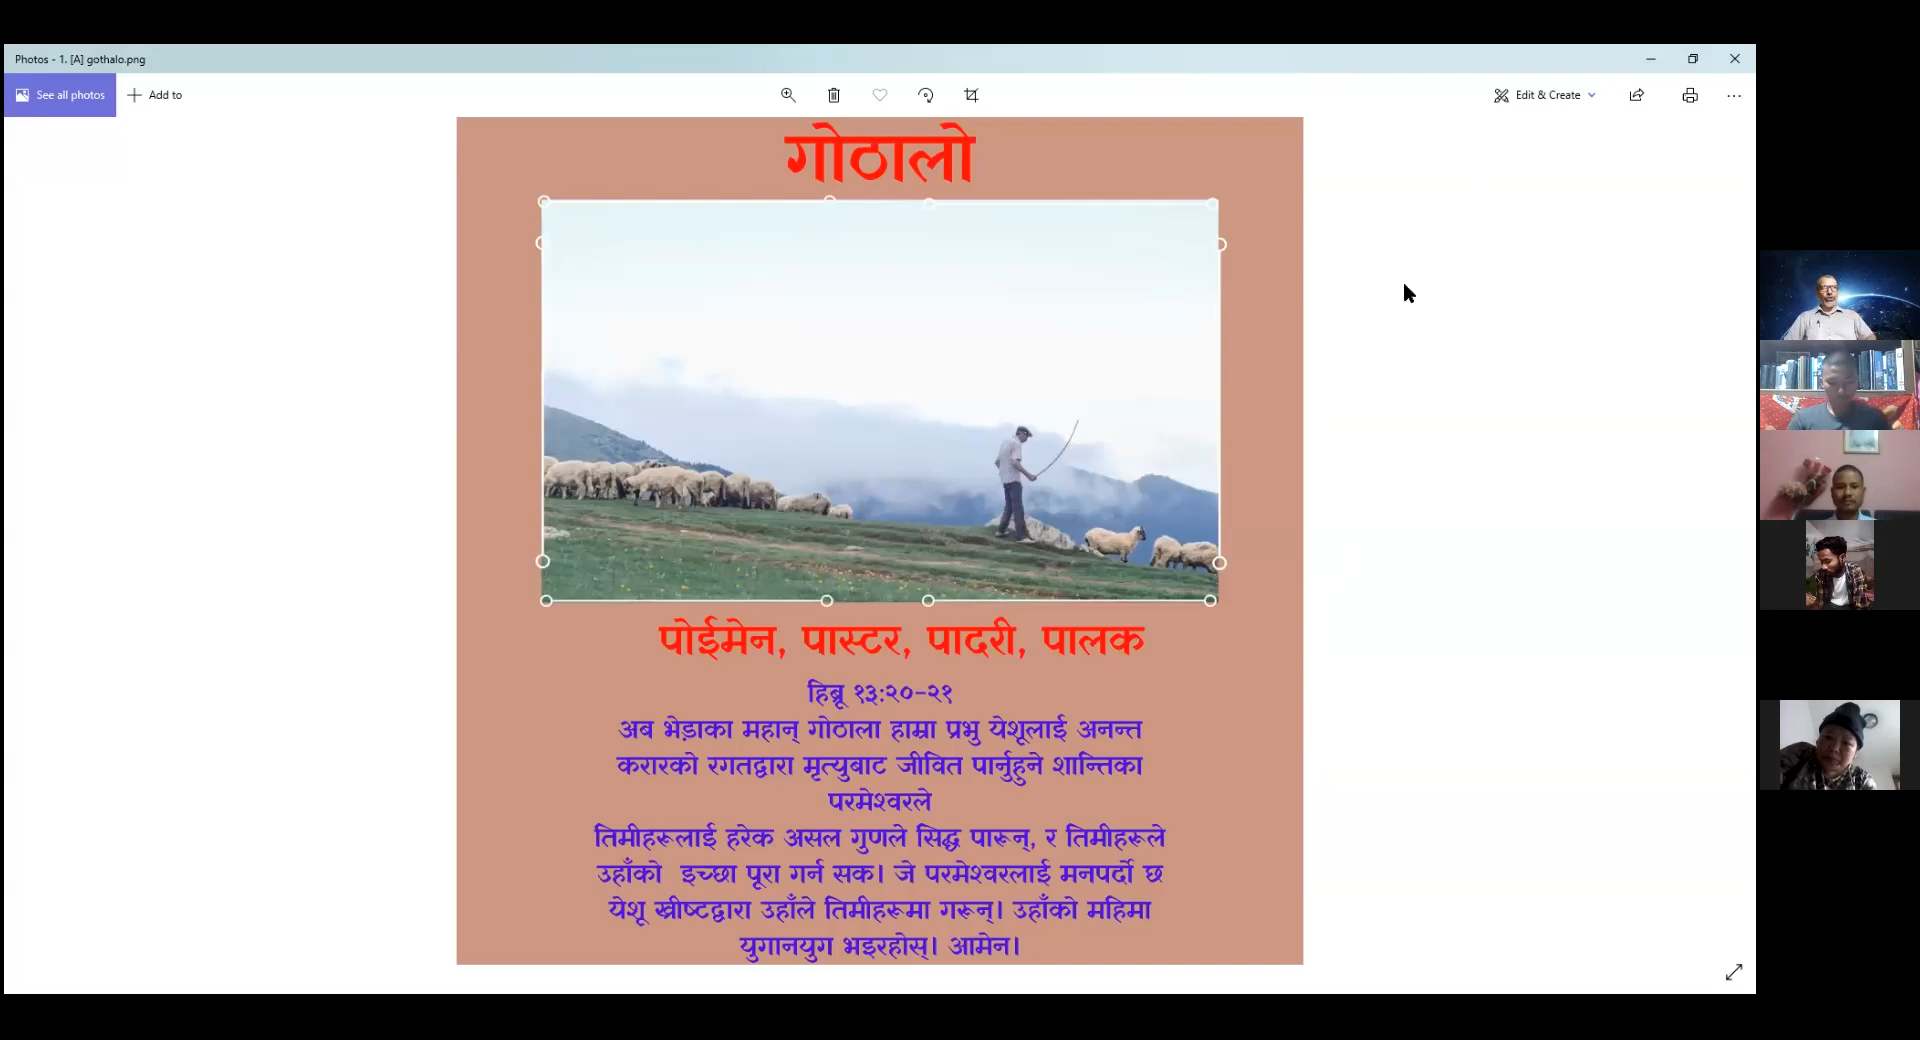 Photos - 1. [A] gothalo.png
See all photos
Add to
Edit & Create
गोठालो
पोईमेन, पास्टर, पादरी, पालक
हिब्रू १३:२०-२१
अब भेड़ाका महान् गोठाला हाम्रा प्रभु येशूलाई अनन्त
करारको रगतद्वारा मृत्युबाट जीवित पार्नुहुने शान्तिका
परमेश्वरले
तिमीहरूलाई हरेक असल गुणले सिद्ध पारून्, र तिमीहरूले
उहाँको इच्छा पूरा गर्न सक। जे परमेश्वरलाई मनपर्दो छ
येशू ख्रीष्टद्वारा उहाँले तिमीहरूमा गरून्। उहाँको महिमा
युगानयुग भइरहोस्। आमेन।